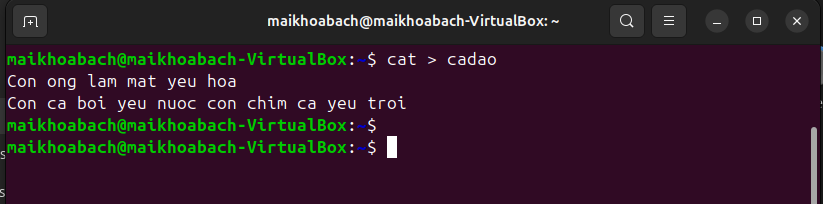 maikhoabach@maikhoabach-VirtualBox: ~
maikhoabach@maikhoabach-VirtualBox:~$ cat > cadao
Con ong lam mat yeu hoa
Con ca boi yeu nuoc con chim ca yeu troi
maikhoabach@maikhoabach-VirtualBox:~$
maikhoabach@maikhoabach-VirtualBox:~$